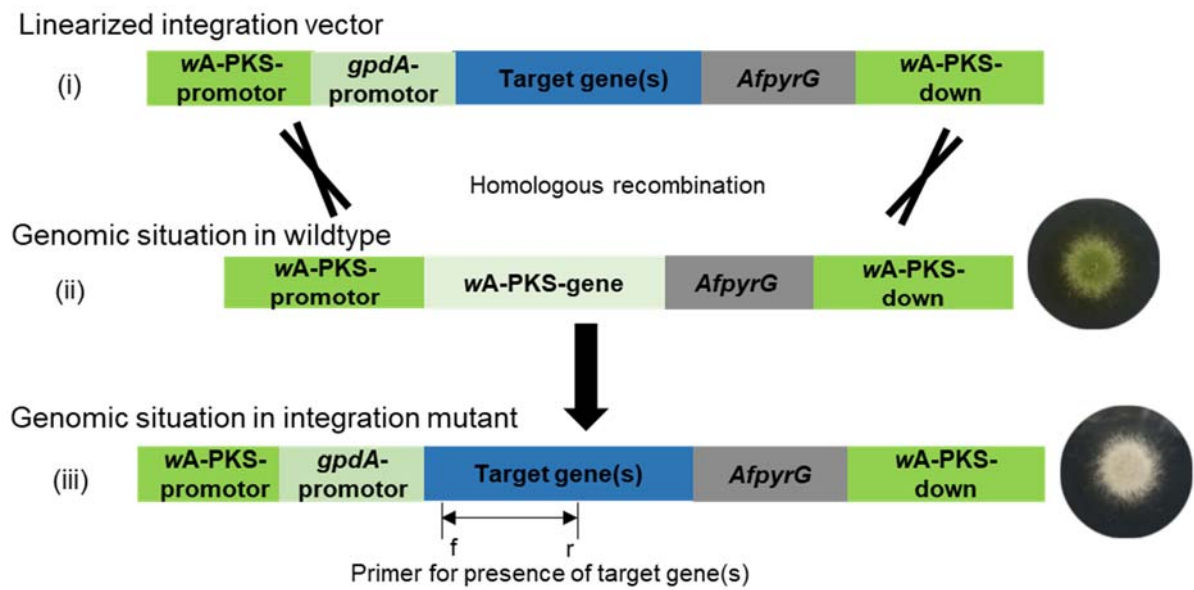 Linearized integration vector
(i)
wA-PKS-
promotor
gpdA-
promotor
Target gene(s)
AfpyrG
wA-PKS-
down
Homologous recombination
Genomic situation in wildtype
(ii)
wA-PKS-
promotor
wA-PKS-gene
AfpyrG
wA-PKS-
down
Genomic situation in integration mutant
(iii)
wA-PKS-
promotor
gpdA-
promotor
Target gene(s)
AfpyrG
wA-PKS-
down
f
r
Primer for presence of target gene(s)